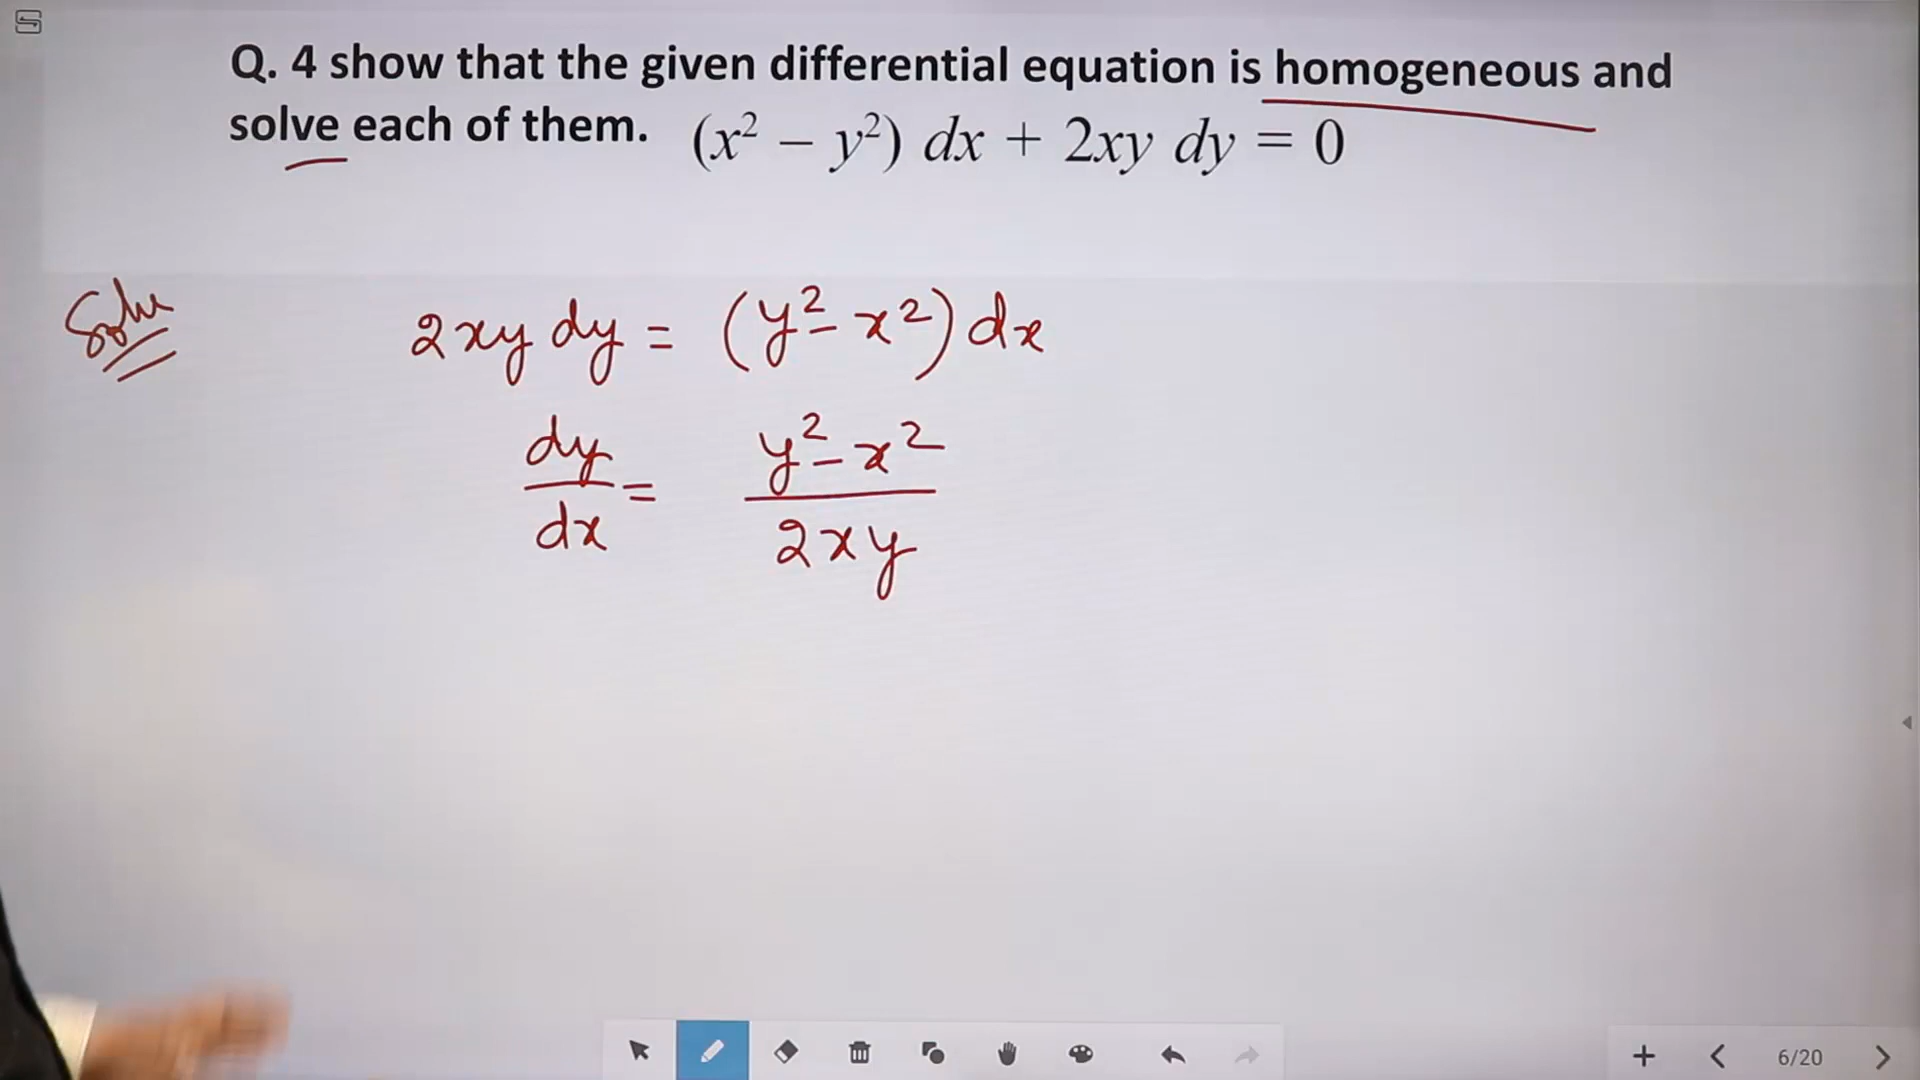 Q. 4 show that the given differential equation is homogeneous and
solve each of them. (x² – y²) dx + 2xy dy = 0
Soln
2xy dy = (y² - x²) dx
dy/dx = (y² - x²)/(2xy)
6/20